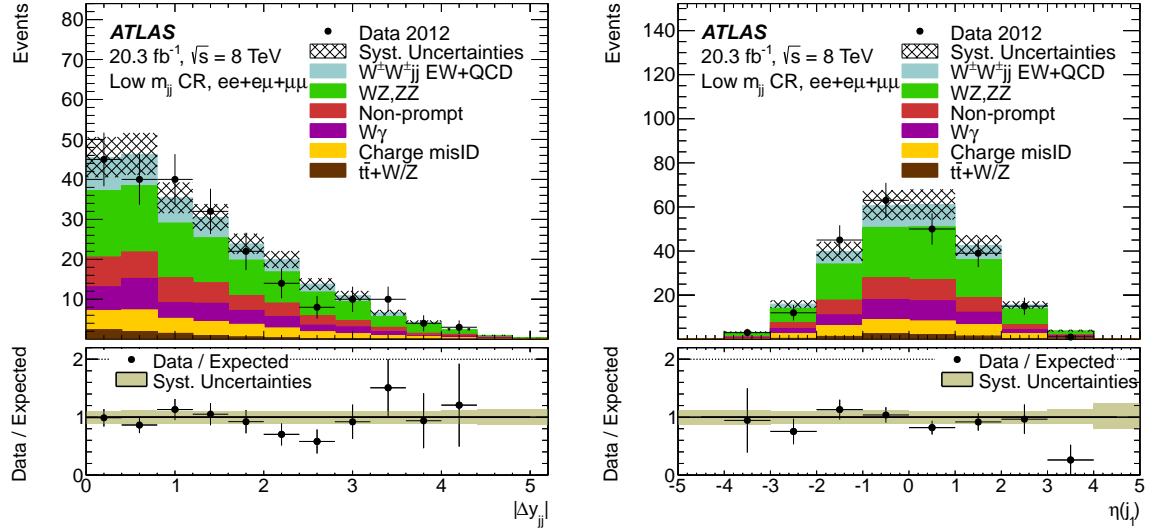 Events
80
70
60
50
40
30
20
10
ATLAS
20.3 fb⁻¹, √s = 8 TeV
Low m_jj CR, ee+eμ+μμ
Data 2012
Syst. Uncertainties
W±W±jj EW+QCD
WZ,ZZ
Non-prompt
Wγ
Charge misID
tt̄+W/Z
Data / Expected
2
1
0
Data / Expected
Syst. Uncertainties
0 1 2 3 4 5
|Δy_jj|
Events
140
120
100
80
60
40
20
ATLAS
20.3 fb⁻¹, √s = 8 TeV
Low m_jj CR, ee+eμ+μμ
Data 2012
Syst. Uncertainties
W±W±jj EW+QCD
WZ,ZZ
Non-prompt
Wγ
Charge misID
tt̄+W/Z
Data / Expected
2
1
0
Data / Expected
Syst. Uncertainties
-5 -4 -3 -2 -1 0 1 2 3 4 5
η(j₁)